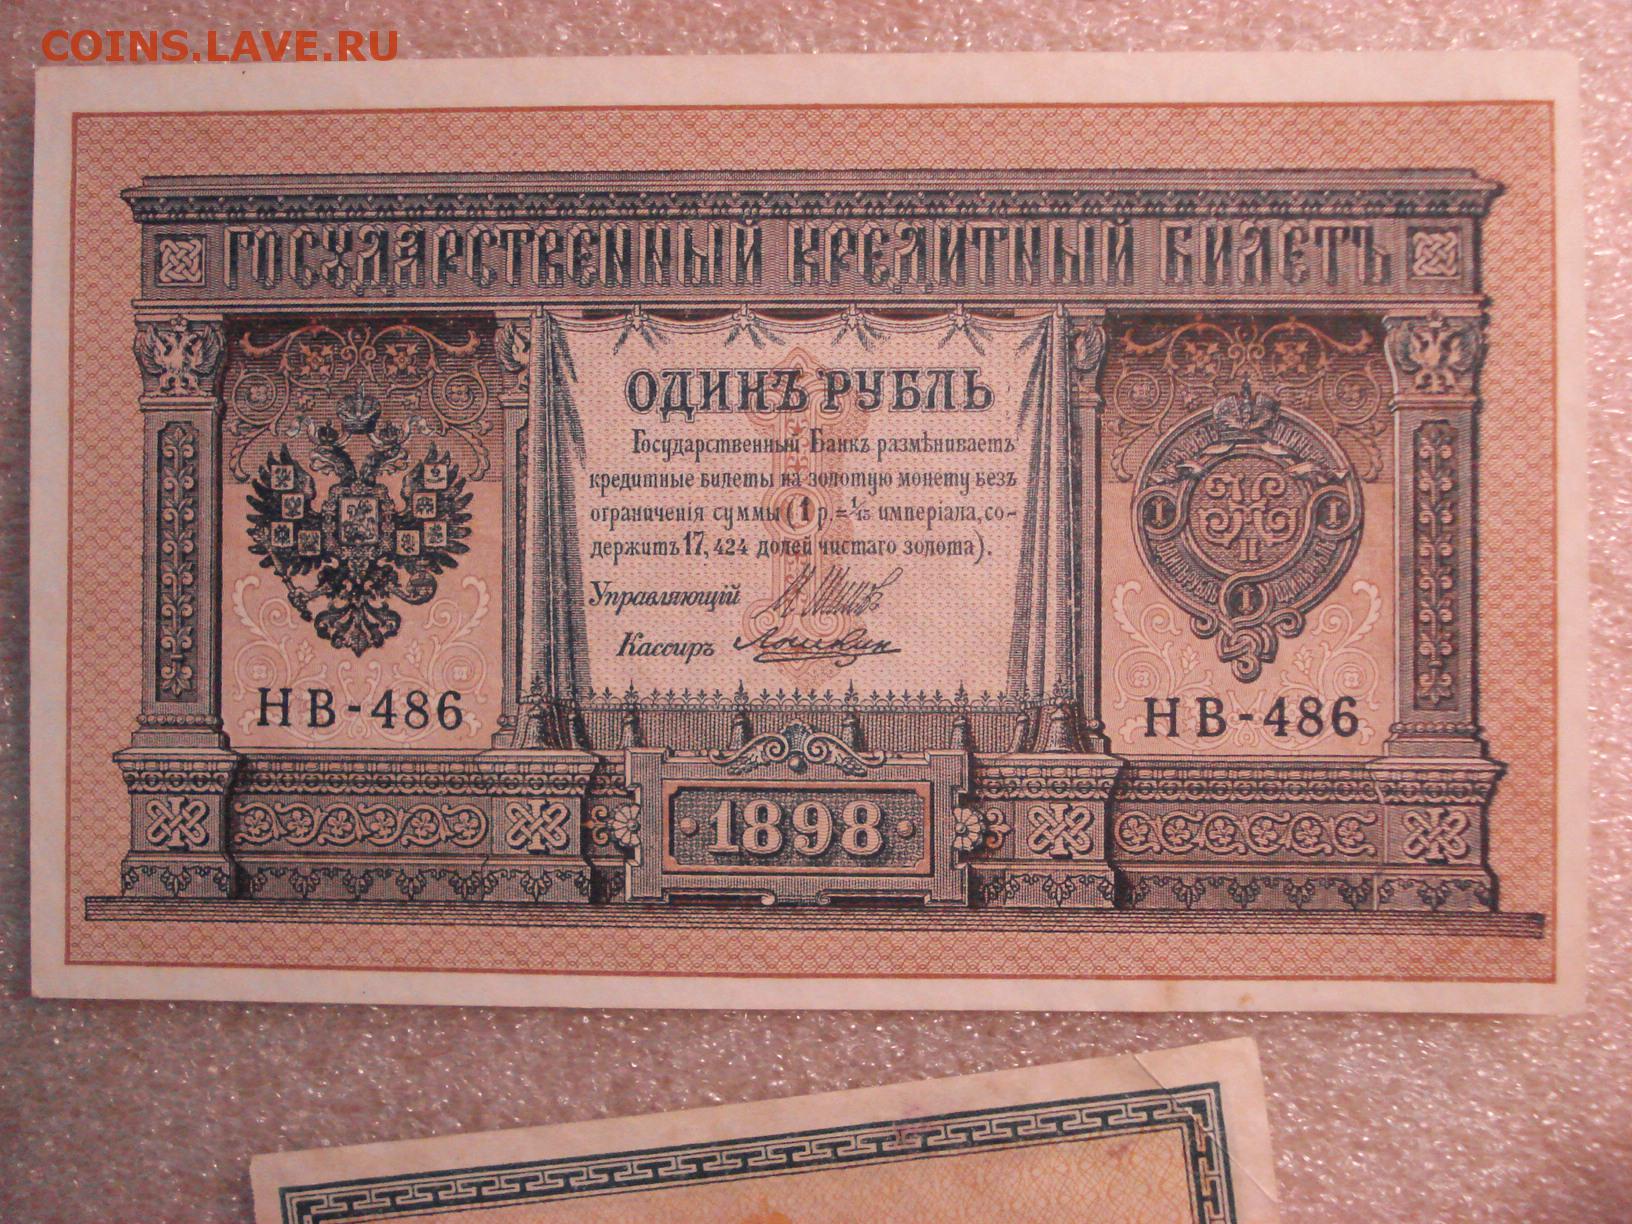 COINS.LAVE.RU
ГОСУДАРСТВЕННЫЙ КРЕДИТНЫЙ БИЛЕТЪ
ОДИНЪ РУБЛЬ
Государственный Банкъ размѣниваетъ
кредитные билеты на золотую монету безъ
ограниченія суммы (1 р. = 1/15 имперіала, со-
держитъ 17,424 долей чистаго золота).
Управляющій
Кассиръ
НВ-486
НВ-486
1898